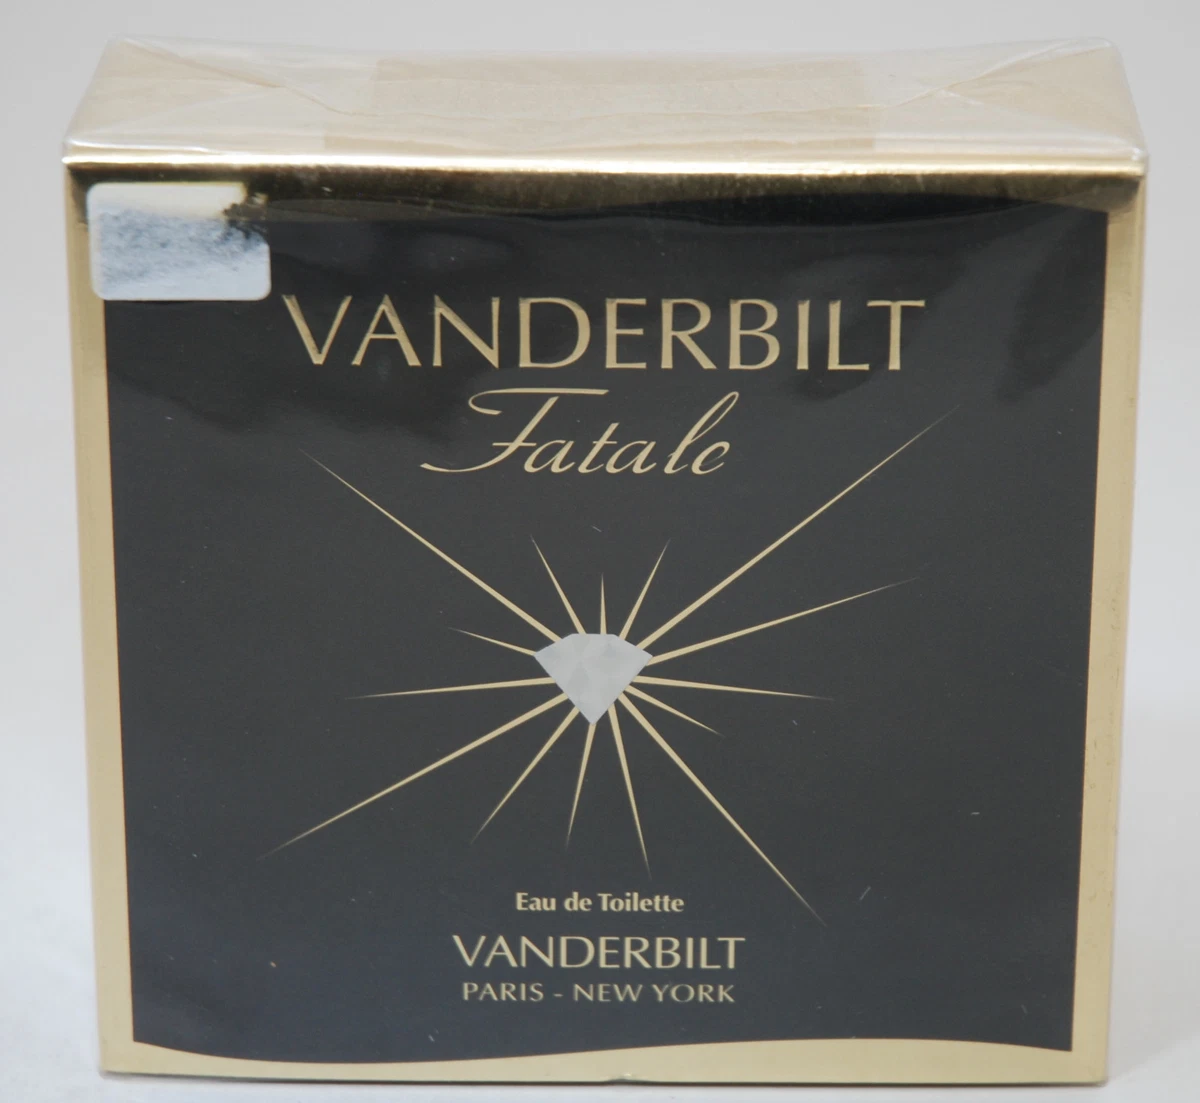 VANDERBILT
Fatale
Eau de Toilette
VANDERBILT
PARIS - NEW YORK